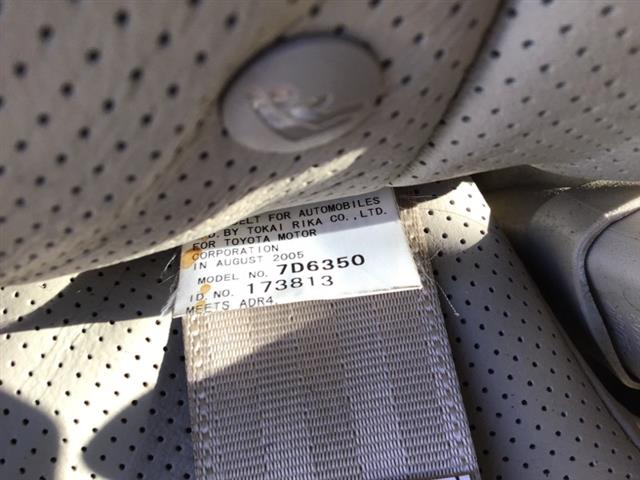 BELT FOR AUTOMOBILES
BY TOKAI RIKA CO.,LTD.
FOR TOYOTA MOTOR
CORPORATION
IN AUGUST 2005
MODEL NO. 7D6350
ID. NO. 173813
MEETS ADR4